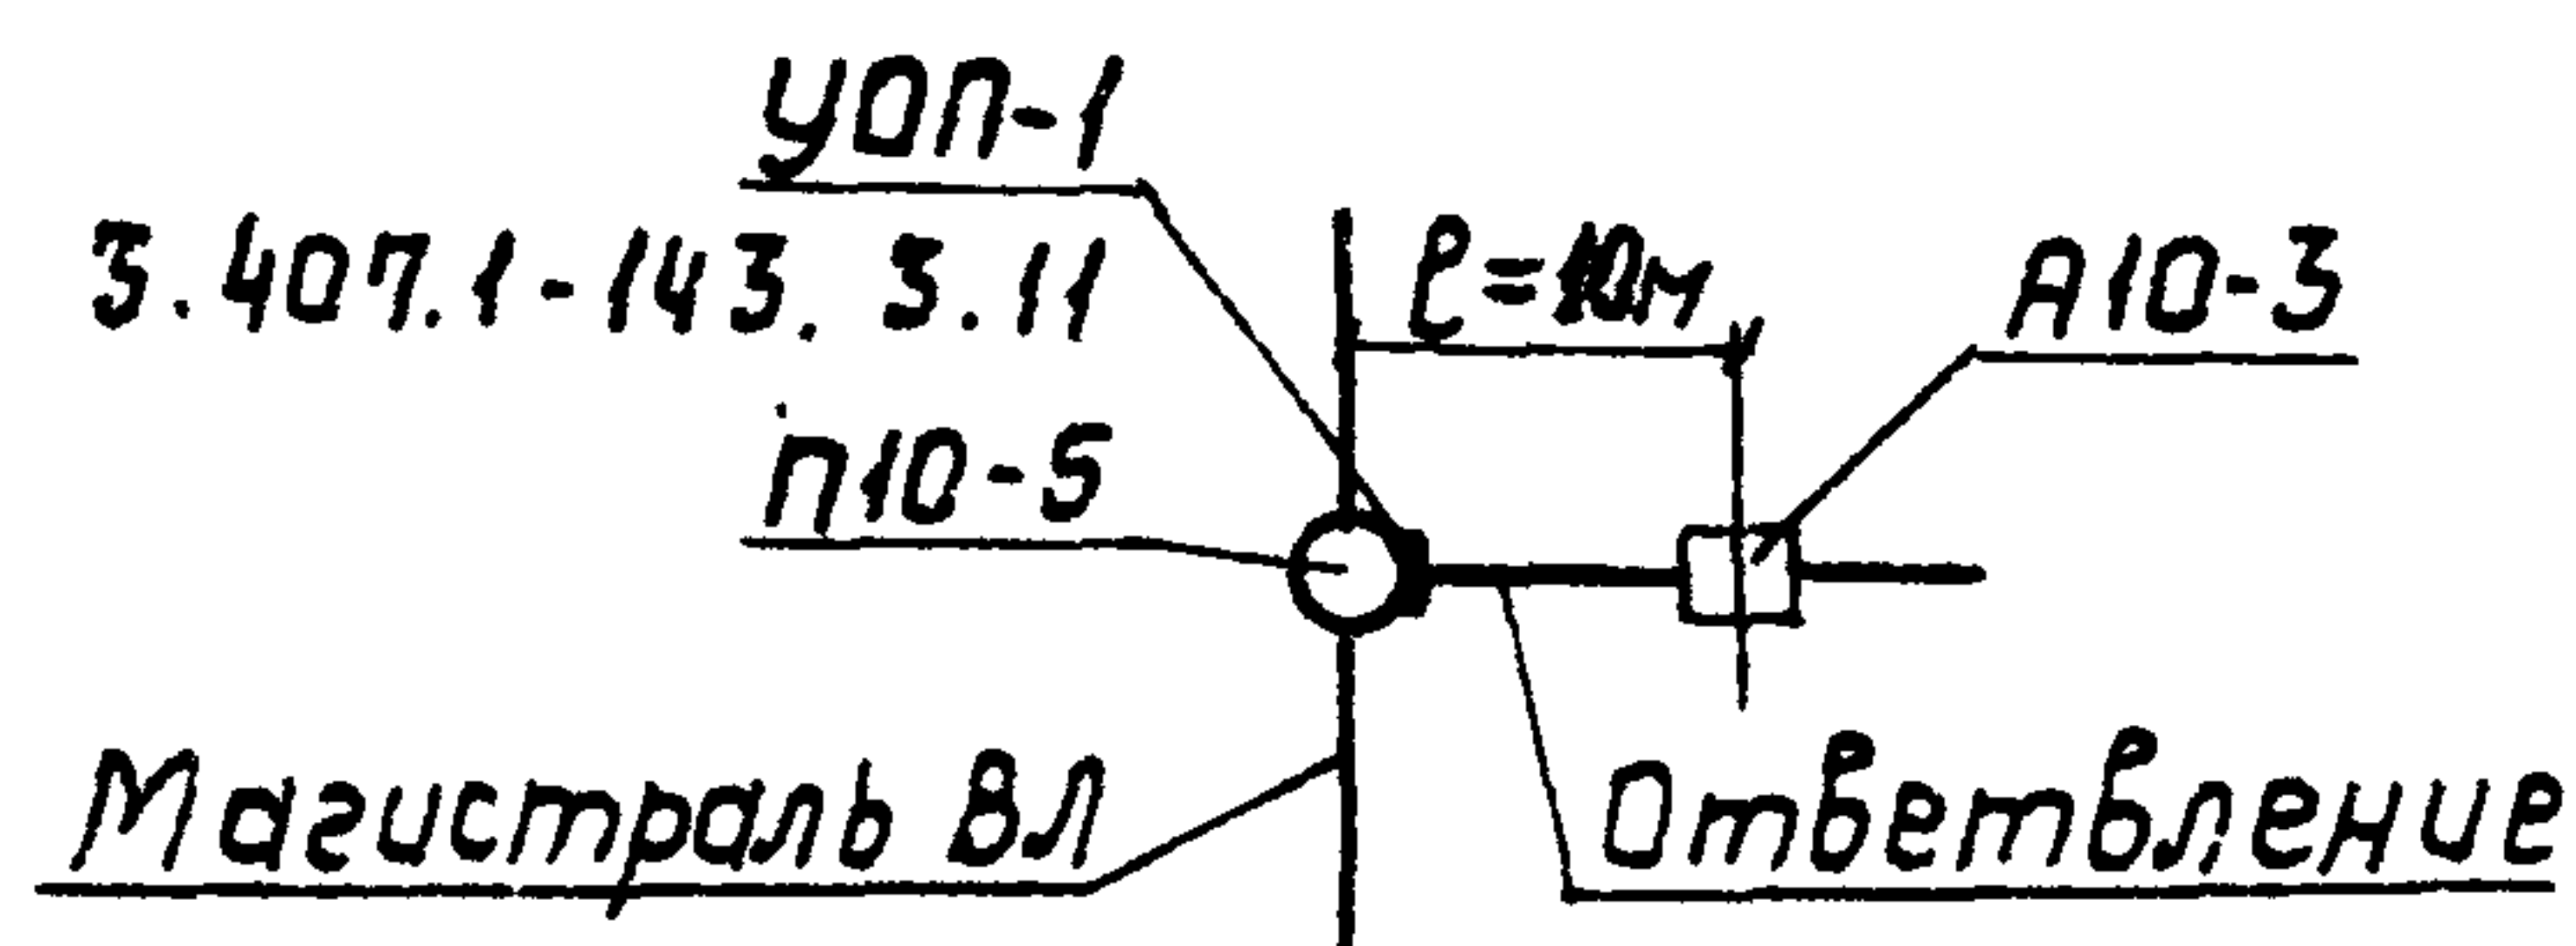 УОП-1
3.407.1-143. 3.11
ℓ=10м
А10-3
П10-5
Магистраль ВЛ
Ответвление